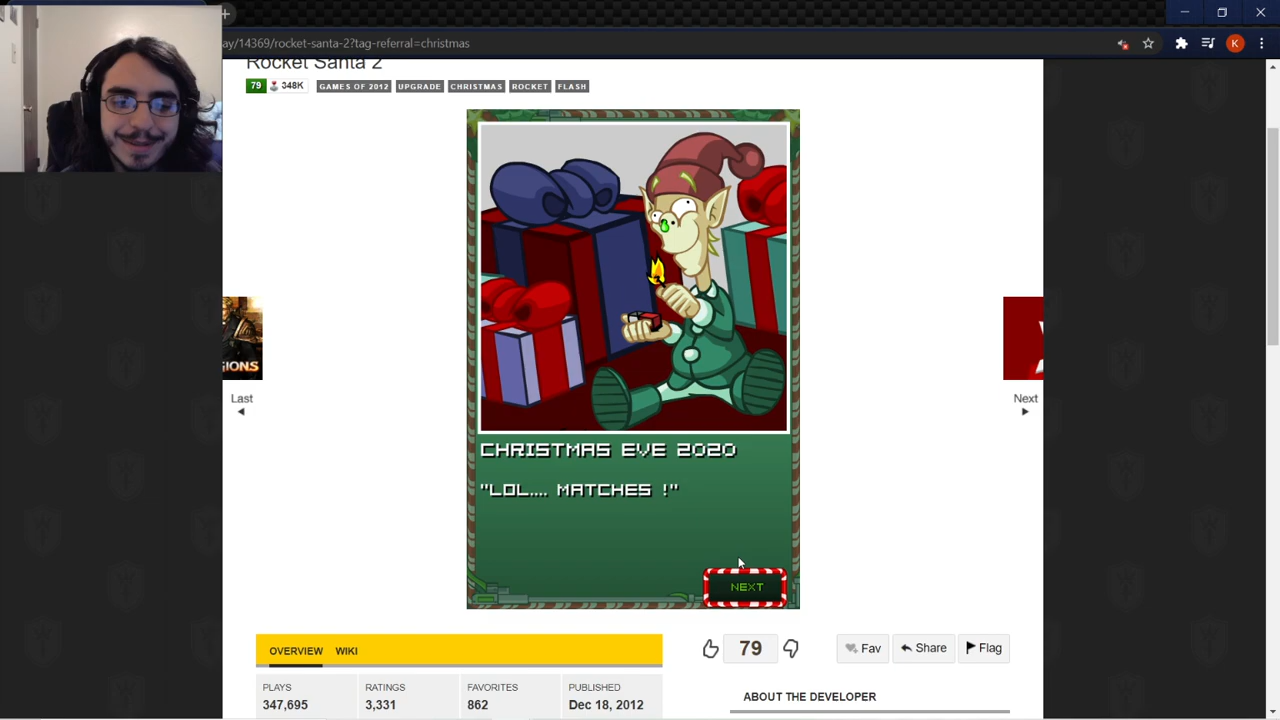 ay/14369/rocket-santa-2?tag-referral=christmas
K
Rocket Santa 2
79 348K GAMES OF 2012 UPGRADE CHRISTMAS ROCKET FLASH
GIONS
Last
Next
CHRISTMAS EVE 2020
"LOL.... MATCHES !"
NEXT
OVERVIEW WIKI
79 Fav Share Flag
PLAYS RATINGS FAVORITES PUBLISHED
347,695 3,331 862 Dec 18, 2012
ABOUT THE DEVELOPER